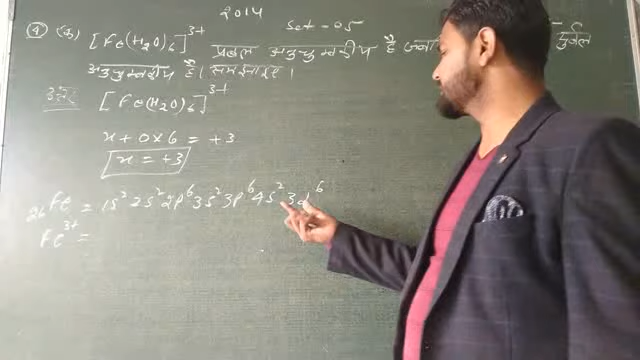 2014 Set - 05
④ (क) [Fe(H₂O)₆]³⁺ प्रबल अनुचुम्बकीय है
अनुचुम्बकीय है। समझाइए।
उत्तर [Fe(H₂O)₆]³⁺
x + 0 × 6 = +3
x = +3
₂₆Fe = 1s² 2s² 2p⁶ 3s² 3p⁶ 4s² 3d⁶
Fe³⁺ =